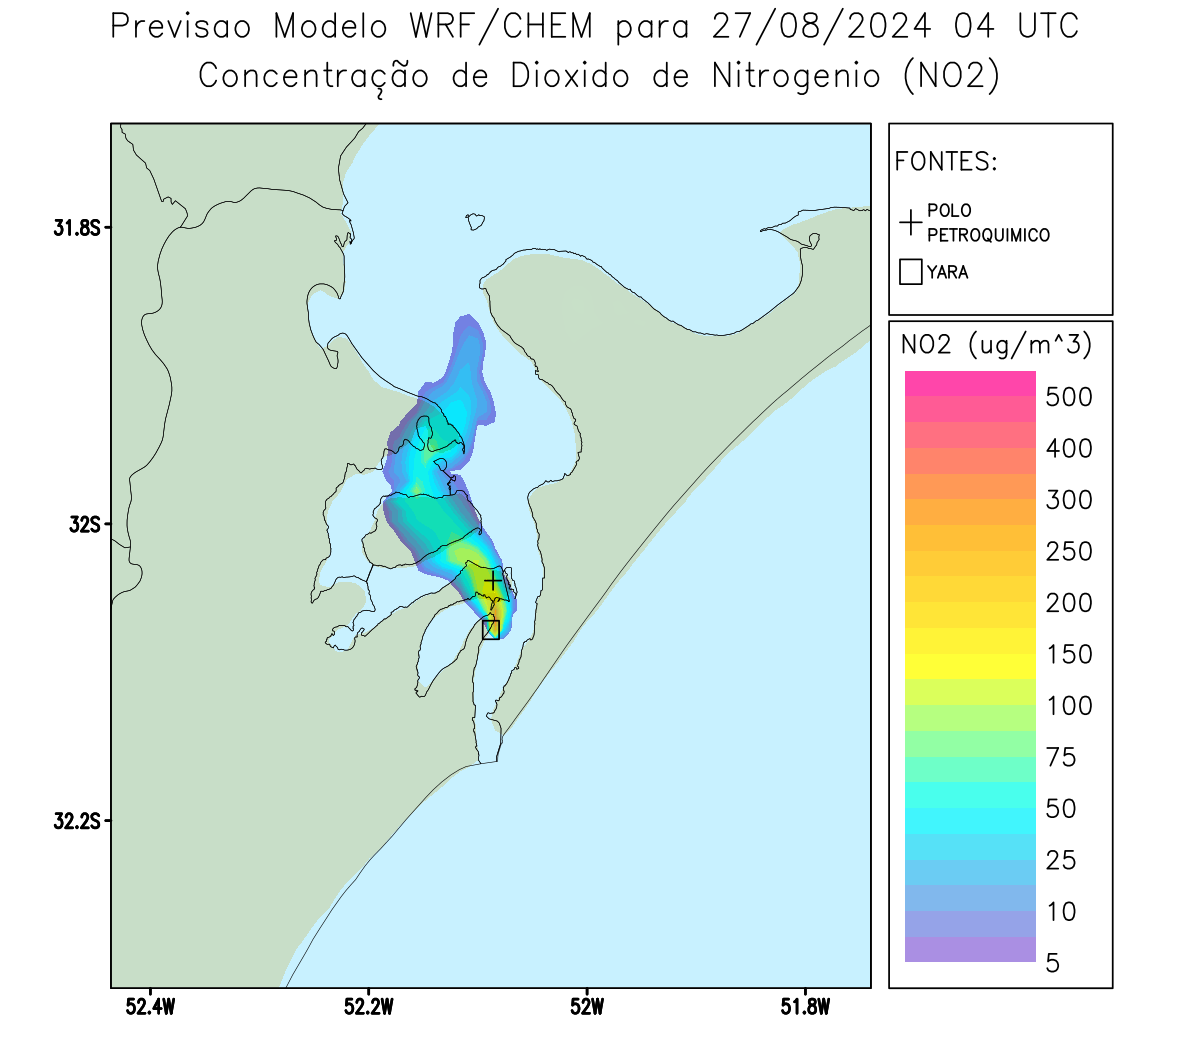 Previsao Modelo WRF/CHEM para 27/08/2024 04 UTC
Concentração de Dioxido de Nitrogenio (NO2)
FONTES:
POLO
PETROQUIMICO
YARA
31.8S
32S
32.2S
52.4W
52.2W
52W
51.8W
NO2 (ug/m^3)
500
400
300
250
200
150
100
75
50
25
10
5